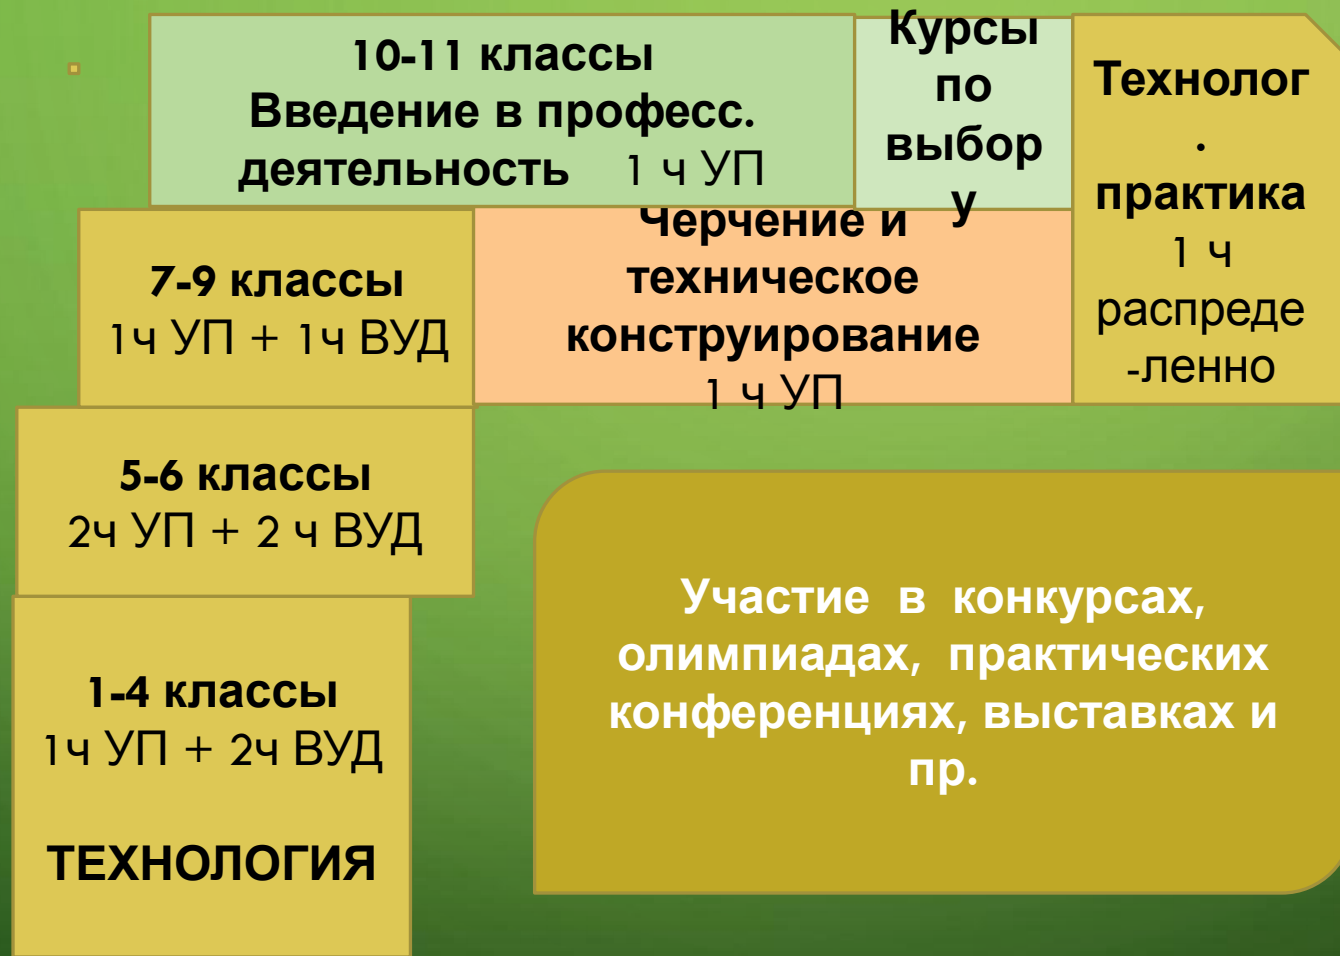 10-11 классы
Введение в професс.
деятельность 1 ч УП
Курсы
по
выбор
у
Технолог
.
практика
1 ч
распреде
-ленно
7-9 классы
1ч УП + 1ч ВУД
Черчение и
техническое
конструирование
1 ч УП
5-6 классы
2ч УП + 2 ч ВУД
Участие в конкурсах,
олимпиадах, практических
конференциях, выставках и
пр.
1-4 классы
1ч УП + 2ч ВУД
ТЕХНОЛОГИЯ